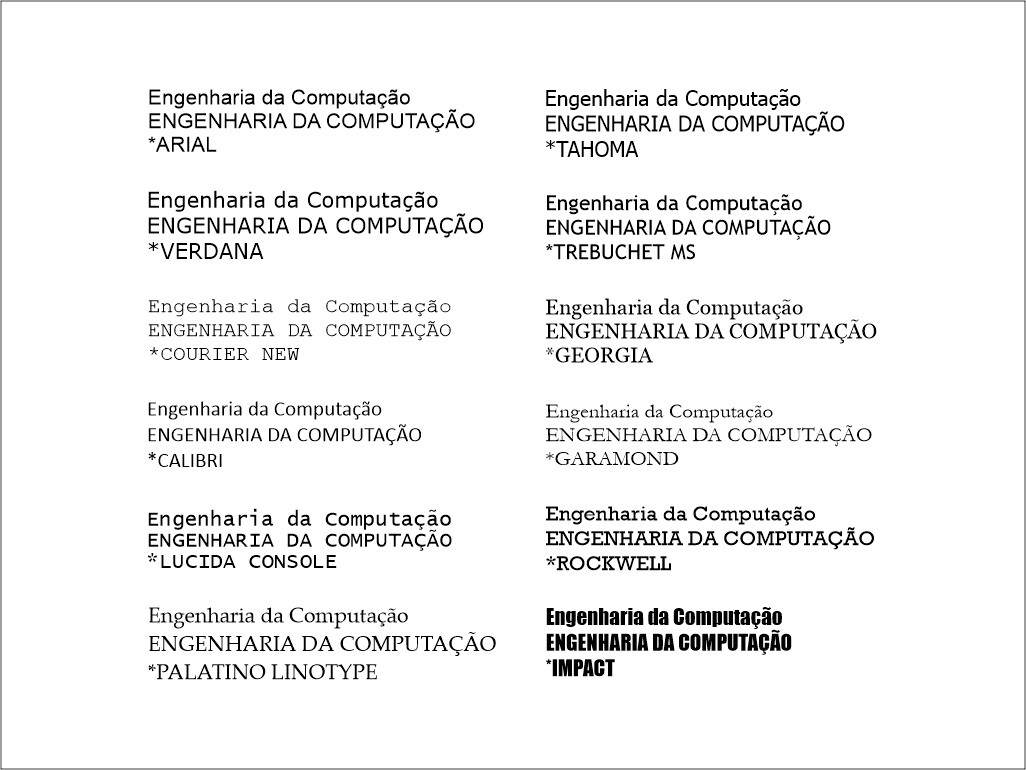 Engenharia da Computação
ENGENHARIA DA COMPUTAÇÃO
*ARIAL
Engenharia da Computação
ENGENHARIA DA COMPUTAÇÃO
*TAHOMA
Engenharia da Computação
ENGENHARIA DA COMPUTAÇÃO
*VERDANA
Engenharia da Computação
ENGENHARIA DA COMPUTAÇÃO
*TREBUCHET MS
Engenharia da Computação
ENGENHARIA DA COMPUTAÇÃO
*COURIER NEW
Engenharia da Computação
ENGENHARIA DA COMPUTAÇÃO
*GEORGIA
Engenharia da Computação
ENGENHARIA DA COMPUTAÇÃO
*CALIBRI
Engenharia da Computação
ENGENHARIA DA COMPUTAÇÃO
*GARAMOND
Engenharia da Computação
ENGENHARIA DA COMPUTAÇÃO
*LUCIDA CONSOLE
Engenharia da Computação
ENGENHARIA DA COMPUTAÇÃO
*ROCKWELL
Engenharia da Computação
ENGENHARIA DA COMPUTAÇÃO
*PALATINO LINOTYPE
Engenharia da Computação
ENGENHARIA DA COMPUTAÇÃO
*IMPACT